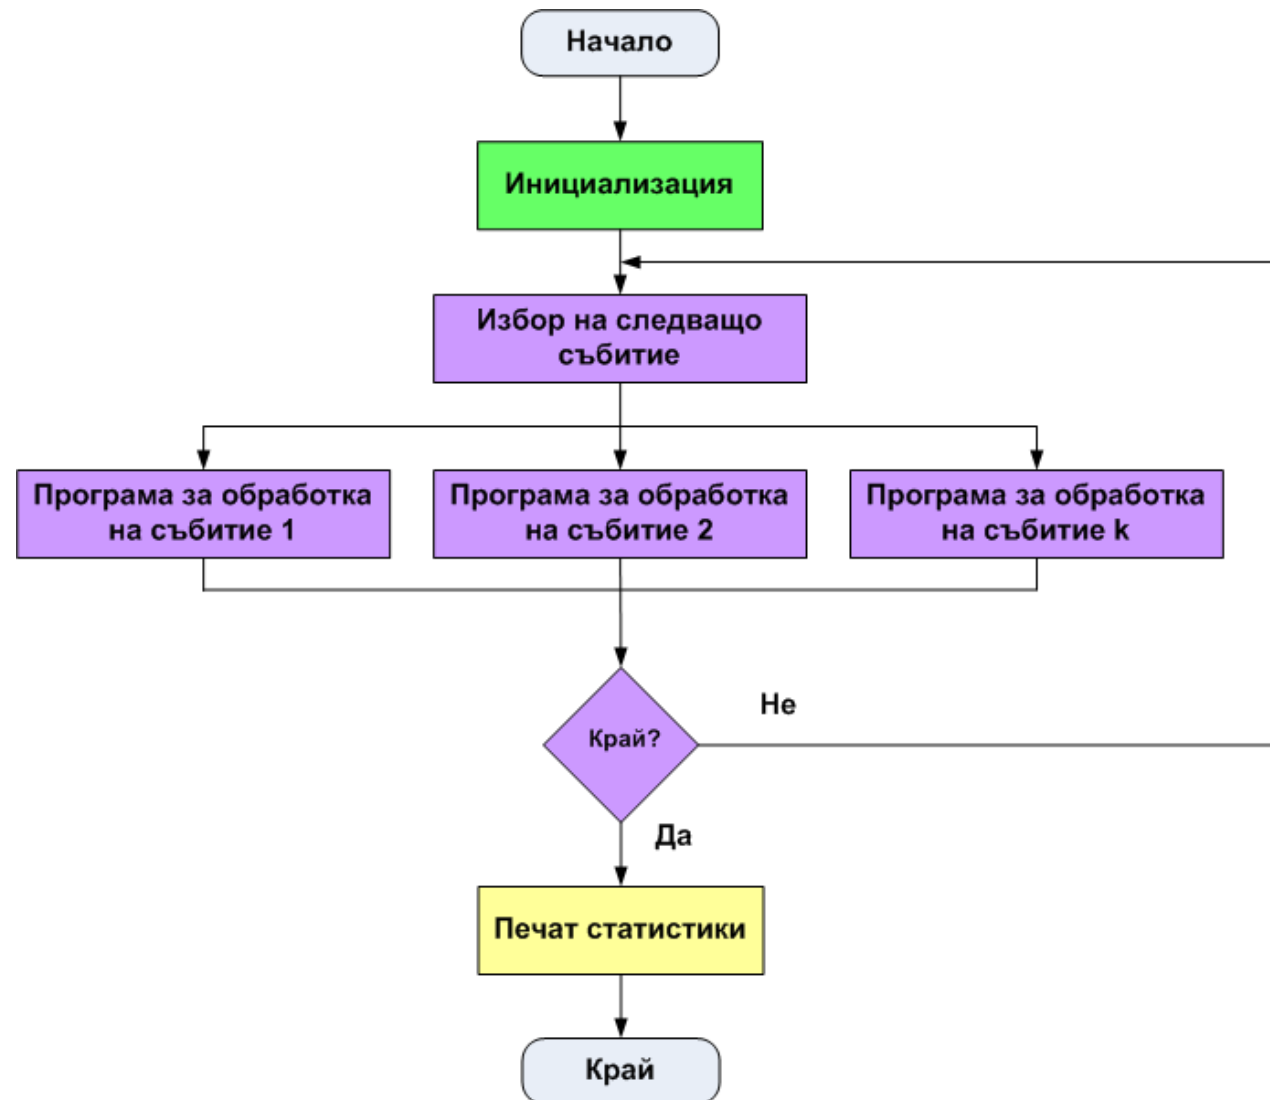 Начало
Инициализация
Избор на следващо
събитие
Програма за обработка
на събитие 1
Програма за обработка
на събитие 2
Програма за обработка
на събитие k
Не
Край?
Да
Печат статистики
Край